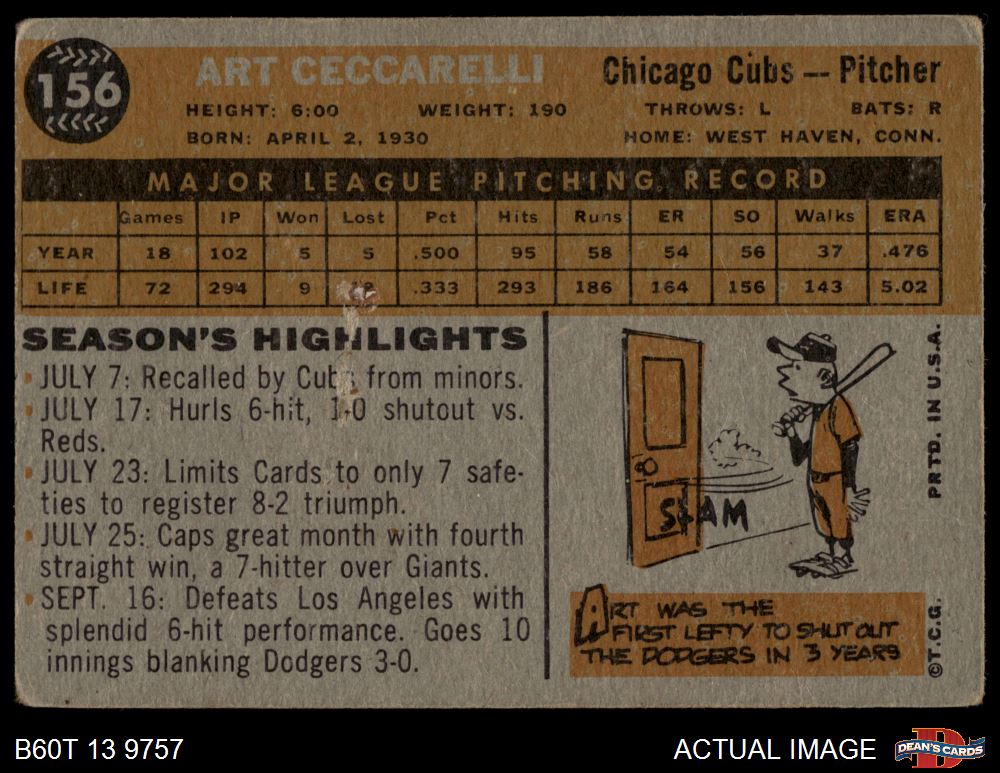 156
ART CECCARELLI
Chicago Cubs -- Pitcher
HEIGHT: 6:00 WEIGHT: 190 THROWS: L BATS: R
BORN: APRIL 2, 1930 HOME: WEST HAVEN, CONN.
MAJOR LEAGUE PITCHING RECORD
Games IP Won Lost Pct Hits Runs ER SO Walks ERA
YEAR 18 102 5 5 .500 95 58 54 56 37 .476
LIFE 72 294 9 .333 293 186 164 156 143 5.02
SEASON'S HIGHLIGHTS
JULY 7: Recalled by Cubs from minors.
JULY 17: Hurls 6-hit, 1-0 shutout vs.
Reds.
JULY 23: Limits Cards to only 7 safe-
ties to register 8-2 triumph.
JULY 25: Caps great month with fourth
straight win, a 7-hitter over Giants.
SEPT. 16: Defeats Los Angeles with
splendid 6-hit performance. Goes 10
innings blanking Dodgers 3-0.
SLAM
ART WAS THE
FIRST LEFTY TO SHUT OUT
THE DODGERS IN 3 YEARS
©T.C.G. PRTD. IN U.S.A.
B60T 13 9757
ACTUAL IMAGE
D
DEAN'S CARDS